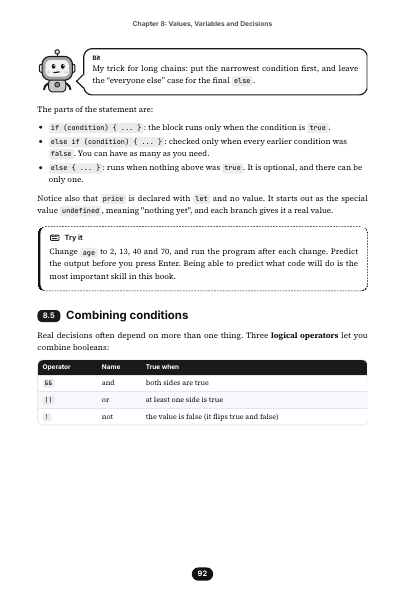 Chapter 8: Values, Variables and Decisions
Bit
My trick for long chains: put the narrowest condition first, and leave
the “everyone else” case for the final else.
The parts of the statement are:
• if (condition) { ... }: the block runs only when the condition is true.
• else if (condition) { ... }: checked only when every earlier condition was
false. You can have as many as you need.
• else { ... }: runs when nothing above was true. It is optional, and there can be
only one.
Notice also that price is declared with let and no value. It starts out as the special
value undefined, meaning "nothing yet", and each branch gives it a real value.
Try it
Change age to 2, 13, 40 and 70, and run the program after each change. Predict
the output before you press Enter. Being able to predict what code will do is the
most important skill in this book.
8.5 Combining conditions
Real decisions often depend on more than one thing. Three logical operators let you
combine booleans:
Operator Name True when
&& and both sides are true
|| or at least one side is true
! not the value is false (it flips true and false)
92